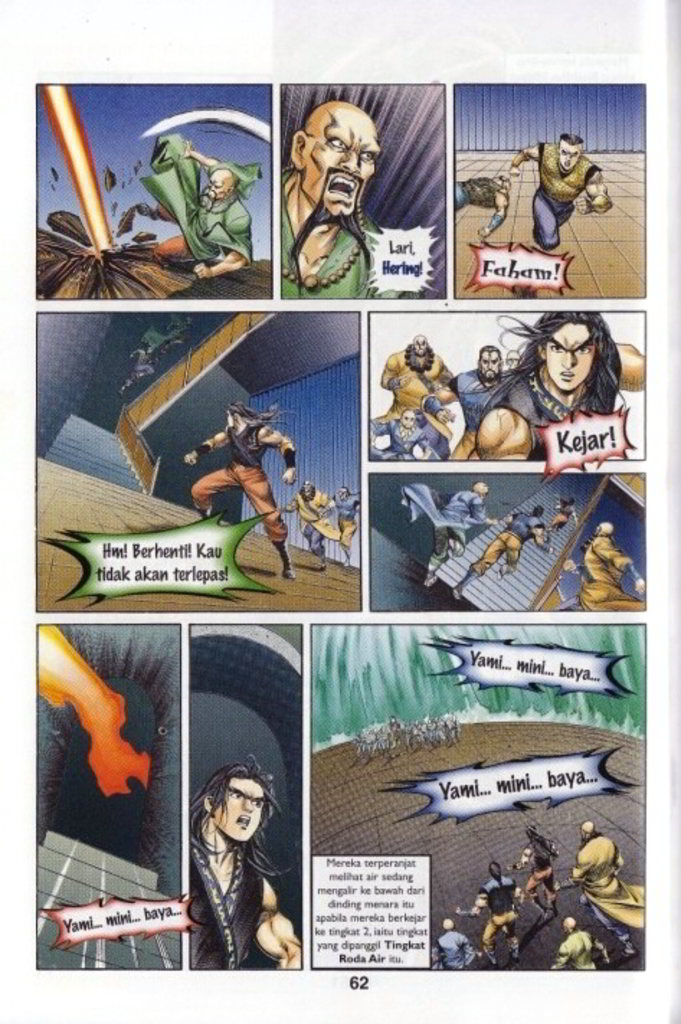 Lari,
Hering!
Faham!
Hm! Berhenti! Kau
tidak akan terlepas!
Kejar!
Yami... mini... baya...
Yami... mini... baya...
Yami... mini... baya...
Mereka terperanjat
melihat air sedang
mengalir ke bawah dari
dinding menara itu
apabila mereka berkejar
ke tingkat 2, iaitu tingkat
yang dipanggil Tingkat
Roda Air itu.
62